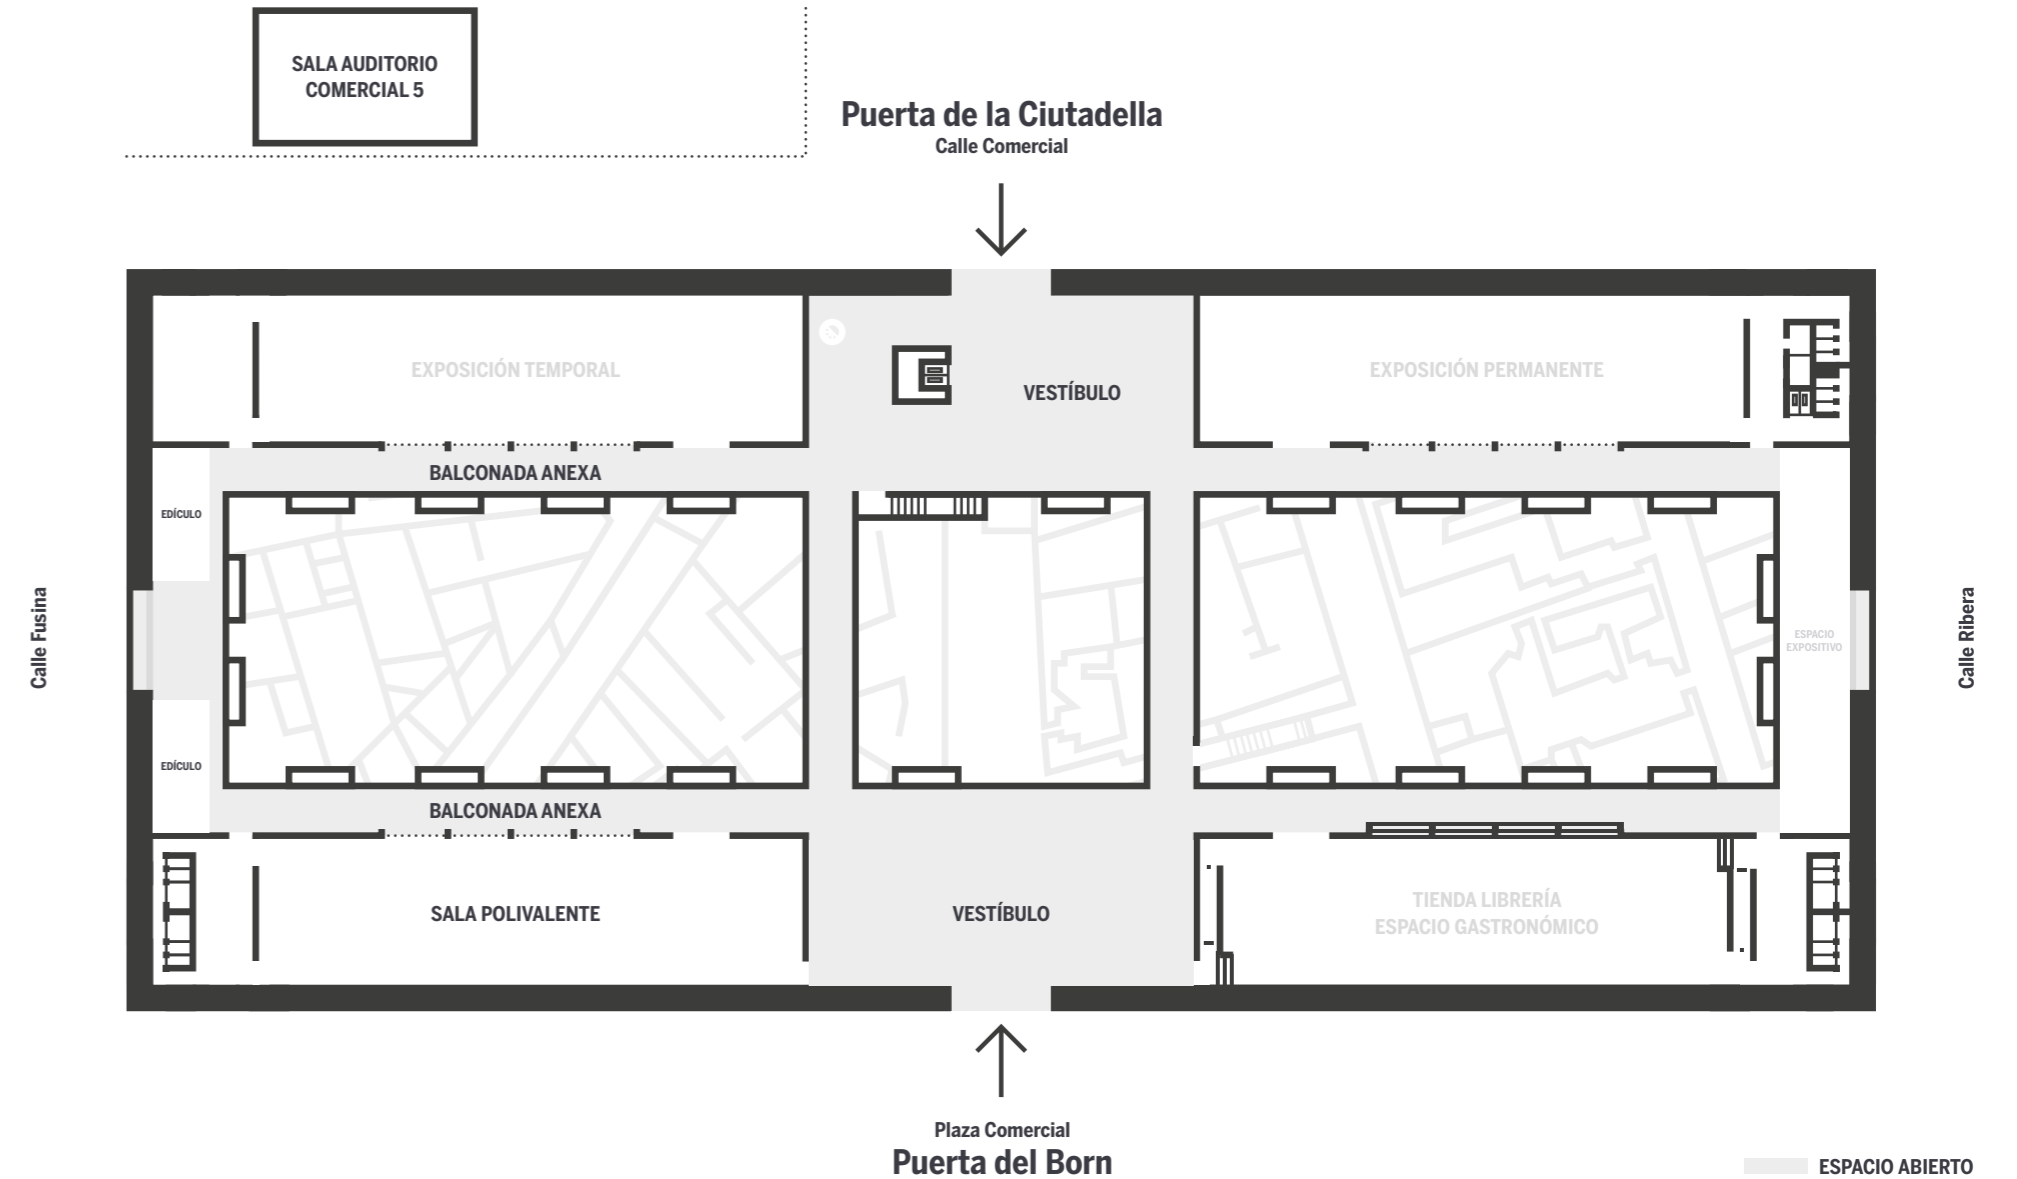 SALA AUDITORIO
COMERCIAL 5
Puerta de la Ciutadella
Calle Comercial
EXPOSICIÓN TEMPORAL
VESTÍBULO
EXPOSICIÓN PERMANENTE
BALCONADA ANEXA
EDÍCULO
Calle Fusina
ESPACIO
EXPOSITIVO
Calle Ribera
EDÍCULO
BALCONADA ANEXA
SALA POLIVALENTE
VESTÍBULO
TIENDA LIBRERÍA
ESPACIO GASTRONÓMICO
Plaza Comercial
Puerta del Born
ESPACIO ABIERTO